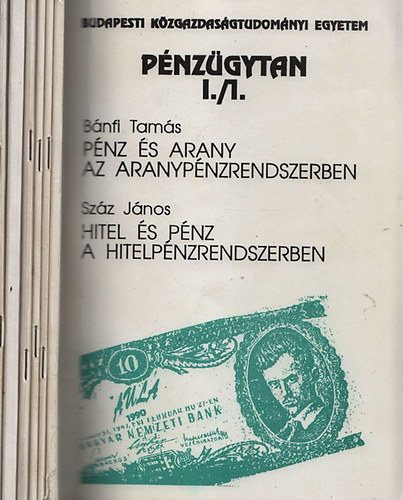 BUDAPESTI KÖZGAZDASÁGTUDOMÁNYI EGYETEM
PÉNZÜGYTAN
I./1.
Bánfi Tamás
PÉNZ ÉS ARANY
AZ ARANYPÉNZRENDSZERBEN
Száz János
HITEL ÉS PÉNZ
A HITELPÉNZRENDSZERBEN
10
AULA
1990
MAGYAR NEMZETI BANK